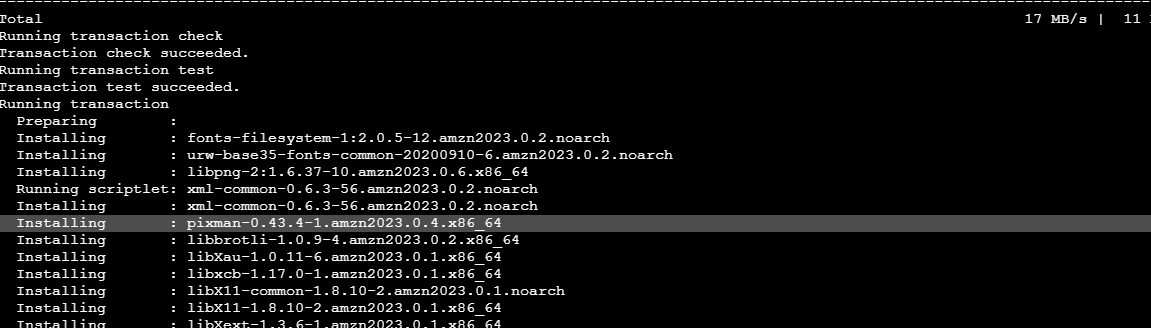 Total 17 MB/s | 11
Running transaction check
Transaction check succeeded.
Running transaction test
Transaction test succeeded.
Running transaction
Preparing :
Installing : fonts-filesystem-1:2.0.5-12.amzn2023.0.2.noarch
Installing : urw-base35-fonts-common-20200910-6.amzn2023.0.2.noarch
Installing : libpng-2:1.6.37-10.amzn2023.0.6.x86_64
Running scriptlet: xml-common-0.6.3-56.amzn2023.0.2.noarch
Installing : xml-common-0.6.3-56.amzn2023.0.2.noarch
Installing : pixman-0.43.4-1.amzn2023.0.4.x86_64
Installing : libbrotli-1.0.9-4.amzn2023.0.2.x86_64
Installing : libXau-1.0.11-6.amzn2023.0.1.x86_64
Installing : libxcb-1.17.0-1.amzn2023.0.1.x86_64
Installing : libX11-common-1.8.10-2.amzn2023.0.1.noarch
Installing : libX11-1.8.10-2.amzn2023.0.1.x86_64
Installing : libXext-1.3.6-1.amzn2023.0.1.x86_64